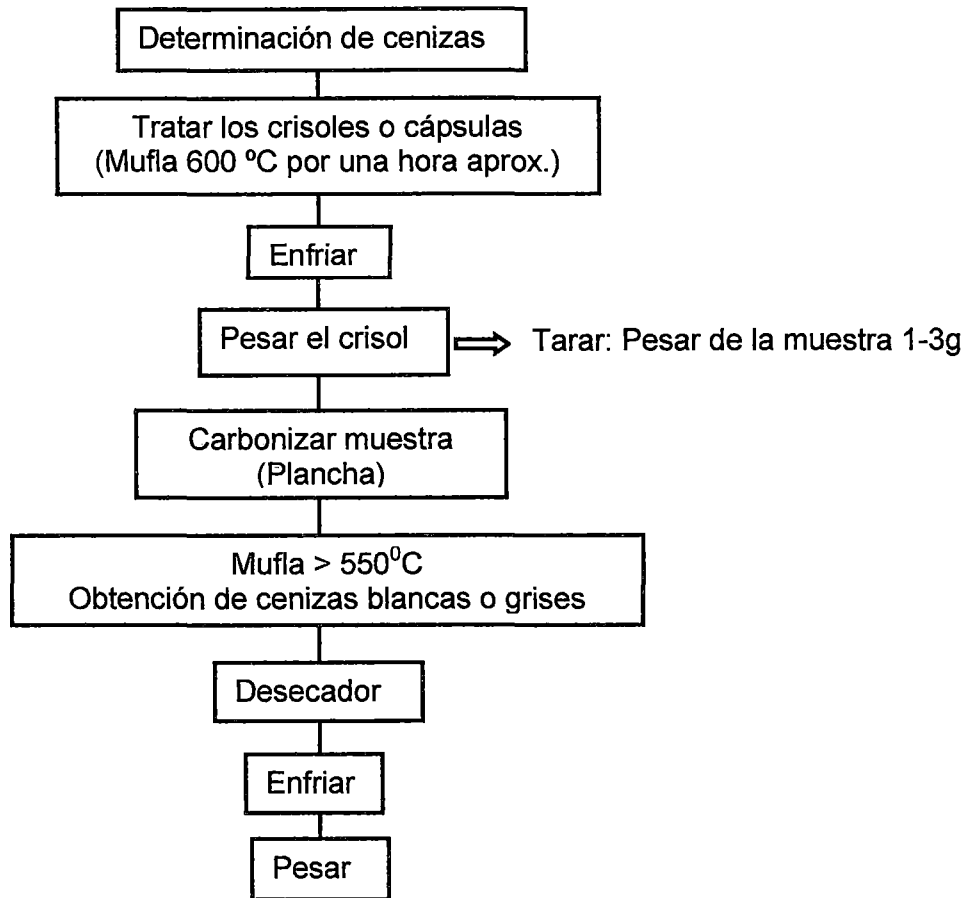 Determinación de cenizas
Tratar los crisoles o cápsulas
(Mufla 600 ºC por una hora aprox.)
Enfriar
Pesar el crisol
Tarar: Pesar de la muestra 1-3g
Carbonizar muestra
(Plancha)
Mufla > 550⁰C
Obtención de cenizas blancas o grises
Desecador
Enfriar
Pesar